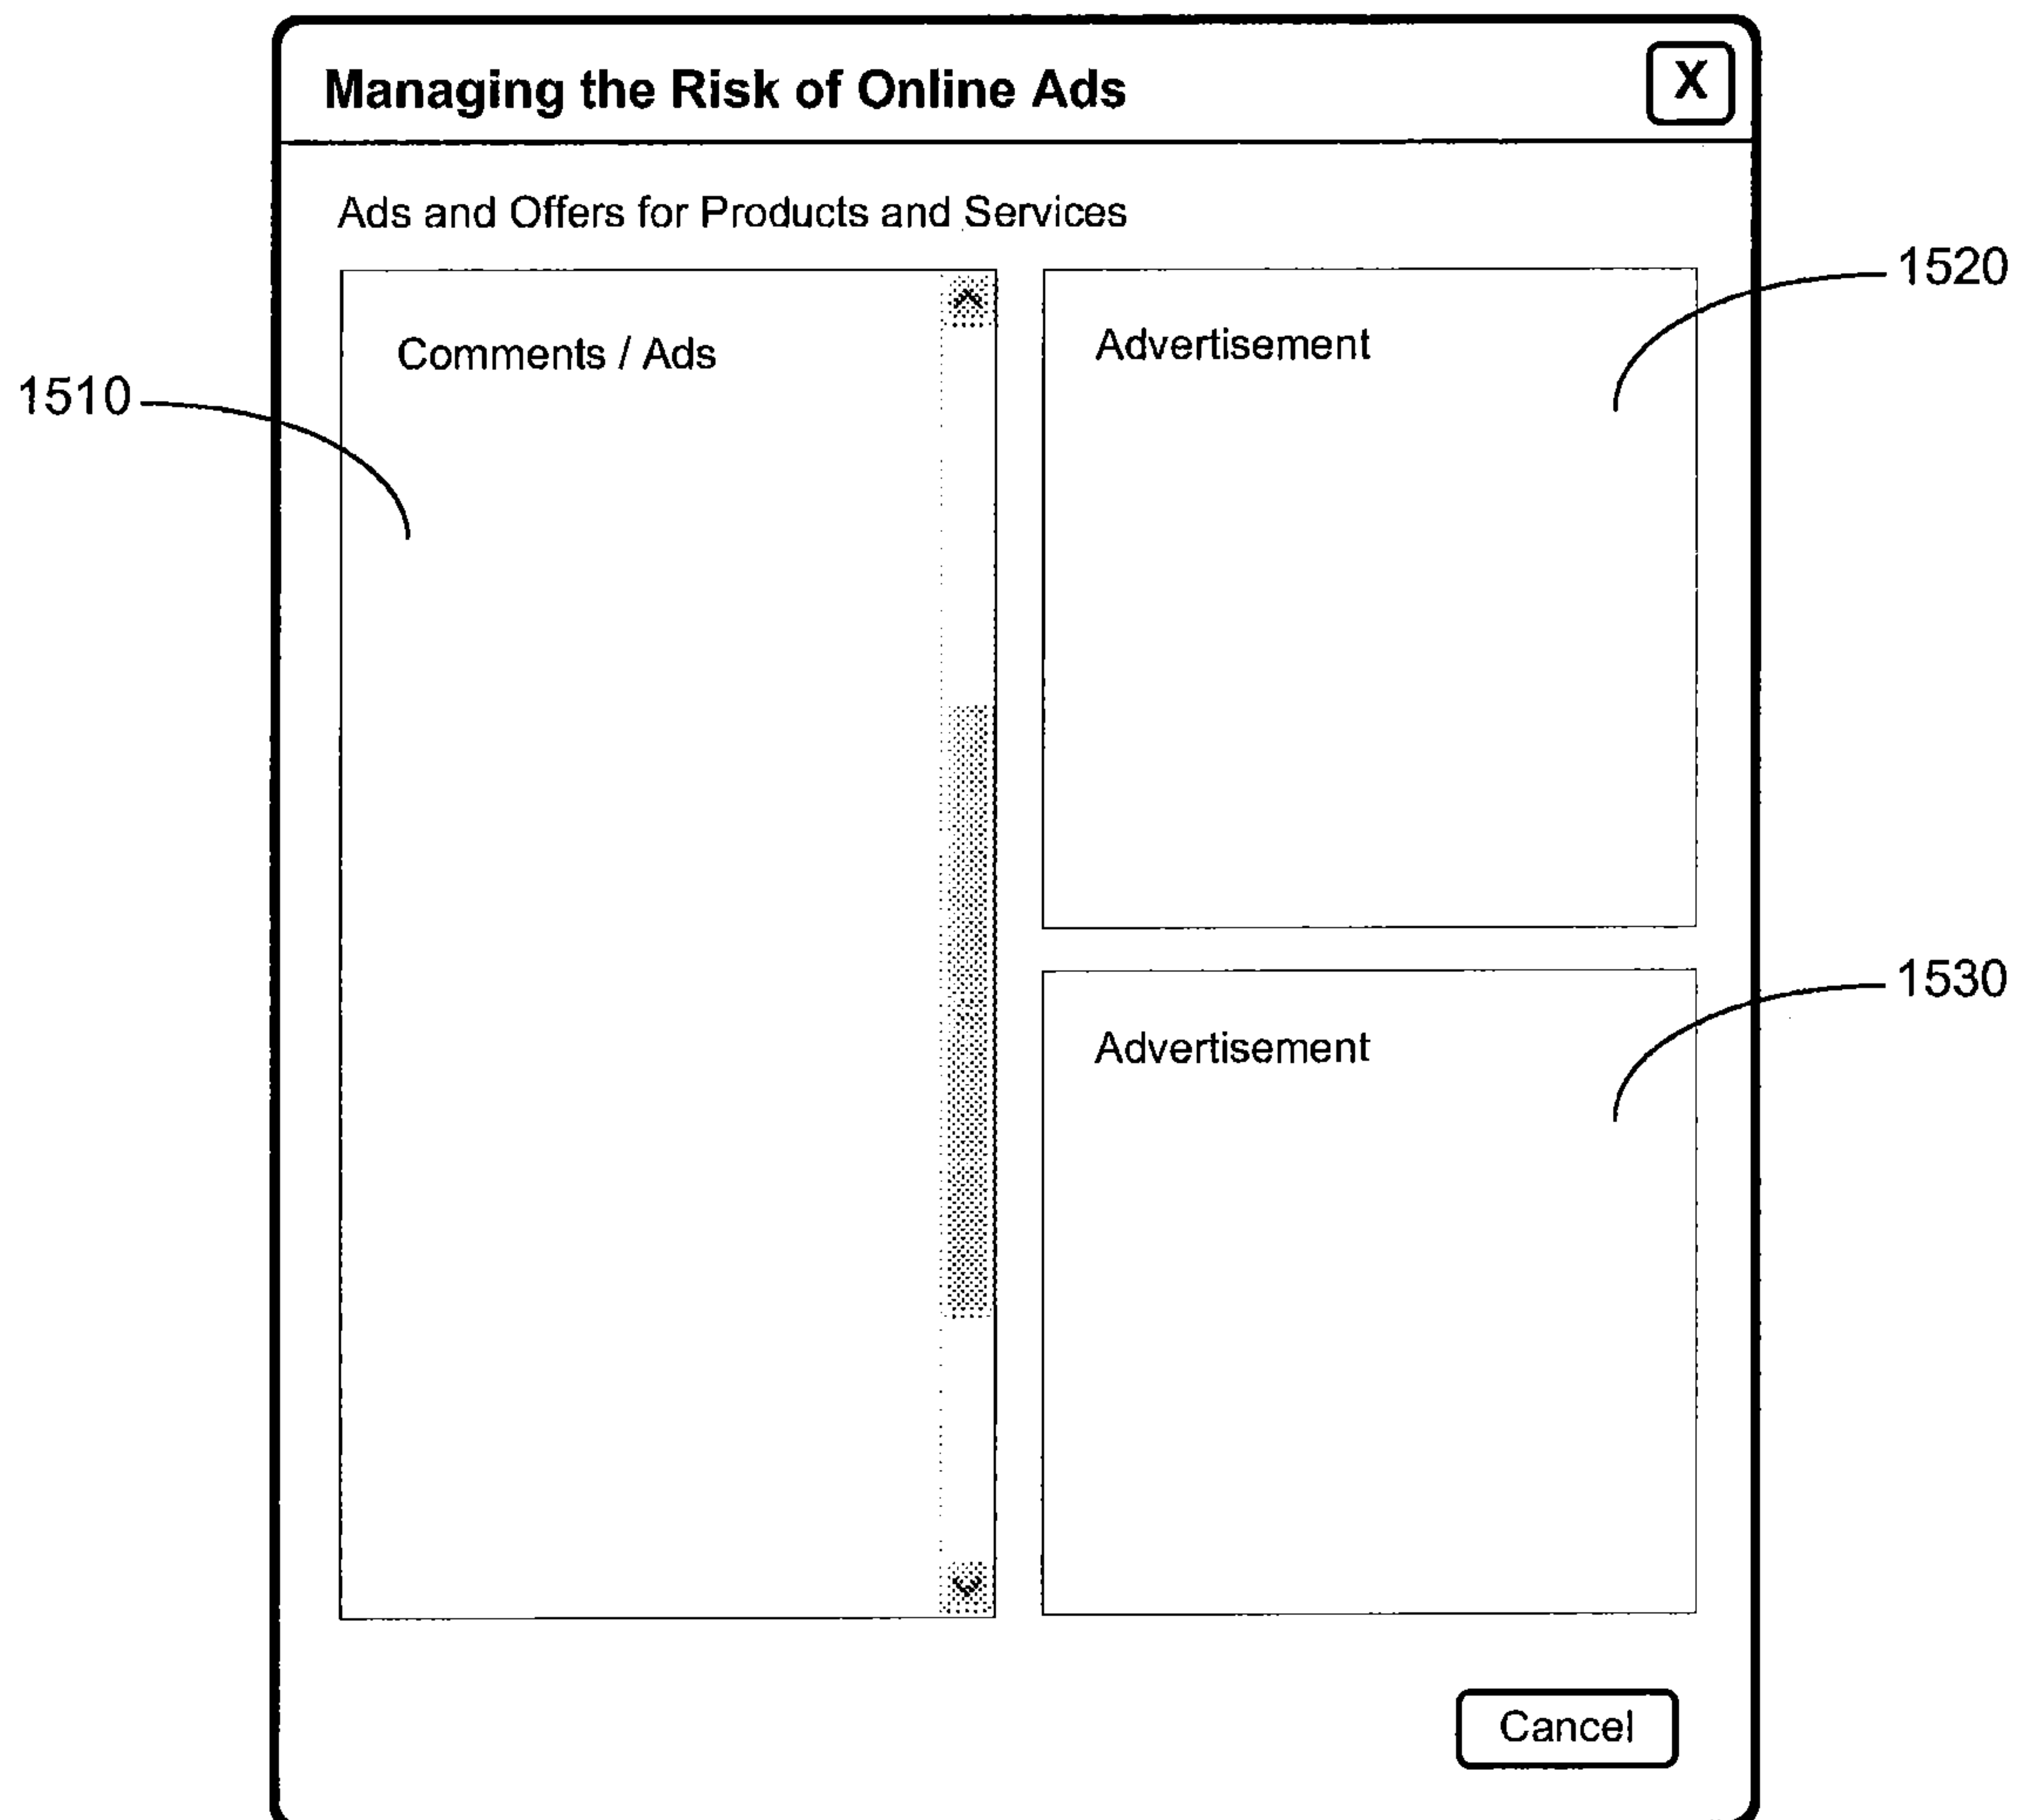 Managing the Risk of Online Ads
X
Ads and Offers for Products and Services
1520
Comments / Ads
Advertisement
1510
1530
Advertisement
Cancel